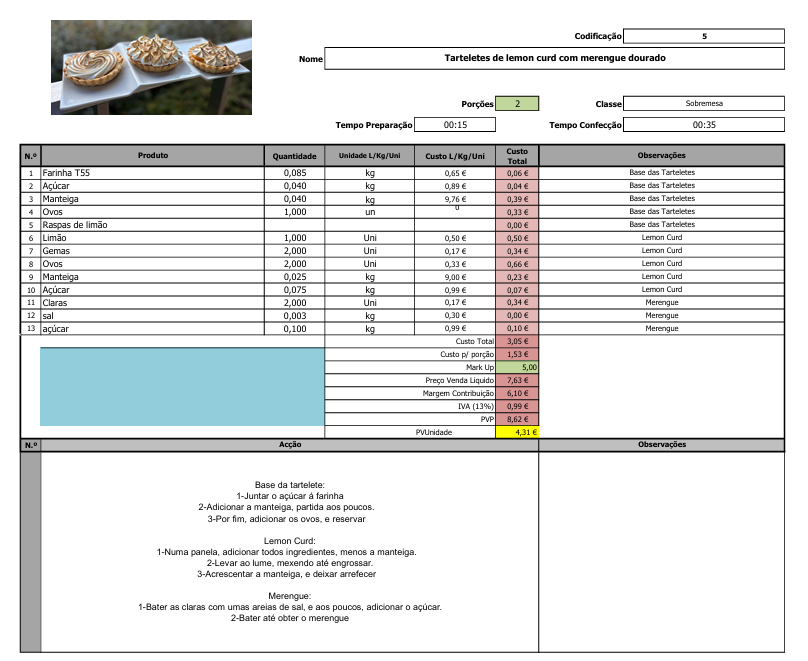 Codificação 5
Nome Tarteletes de lemon curd com merengue dourado
Porções 2 Classe Sobremesa
Tempo Preparação 00:15 Tempo Confecção 00:35
N.º Produto Quantidade Unidade L/Kg/Uni Custo L/Kg/Uni Custo Total Observações
1 Farinha T55 0,085 kg 0,65 € 0,06 € Base das Tarteletes
2 Açúcar 0,040 kg 0,89 € 0,04 € Base das Tarteletes
3 Manteiga 0,040 kg 9,76 € 0,39 € Base das Tarteletes
4 Ovos 1,000 un 0 0,33 € Base das Tarteletes
5 Raspas de limão 0,00 € Base das Tarteletes
6 Limão 1,000 Uni 0,50 € 0,50 € Lemon Curd
7 Gemas 2,000 Uni 0,17 € 0,34 € Lemon Curd
8 Ovos 2,000 Uni 0,33 € 0,66 € Lemon Curd
9 Manteiga 0,025 kg 9,00 € 0,23 € Lemon Curd
10 Açúcar 0,075 kg 0,99 € 0,07 € Lemon Curd
11 Claras 2,000 Uni 0,17 € 0,34 € Merengue
12 sal 0,003 kg 0,30 € 0,00 € Merengue
13 açúcar 0,100 kg 0,99 € 0,10 € Merengue
Custo Total 3,05 €
Custo p/ porção 1,53 €
Mark Up 5,00
Preço Venda Liquido 7,63 €
Margem Contribuição 6,10 €
IVA (13%) 0,99 €
PVP 8,62 €
PVUnidade 4,31 €
N.º Acção Observações
Base da tartelete:
1-Juntar o açúcar á farinha
2-Adicionar a manteiga, partida aos poucos.
3-Por fim, adicionar os ovos, e reservar
Lemon Curd:
1-Numa panela, adicionar todos ingredientes, menos a manteiga.
2-Levar ao lume, mexendo até engrossar.
3-Acrescentar a manteiga, e deixar arrefecer
Merengue:
1-Bater as claras com umas areias de sal, e aos poucos, adicionar o açúcar.
2-Bater até obter o merengue